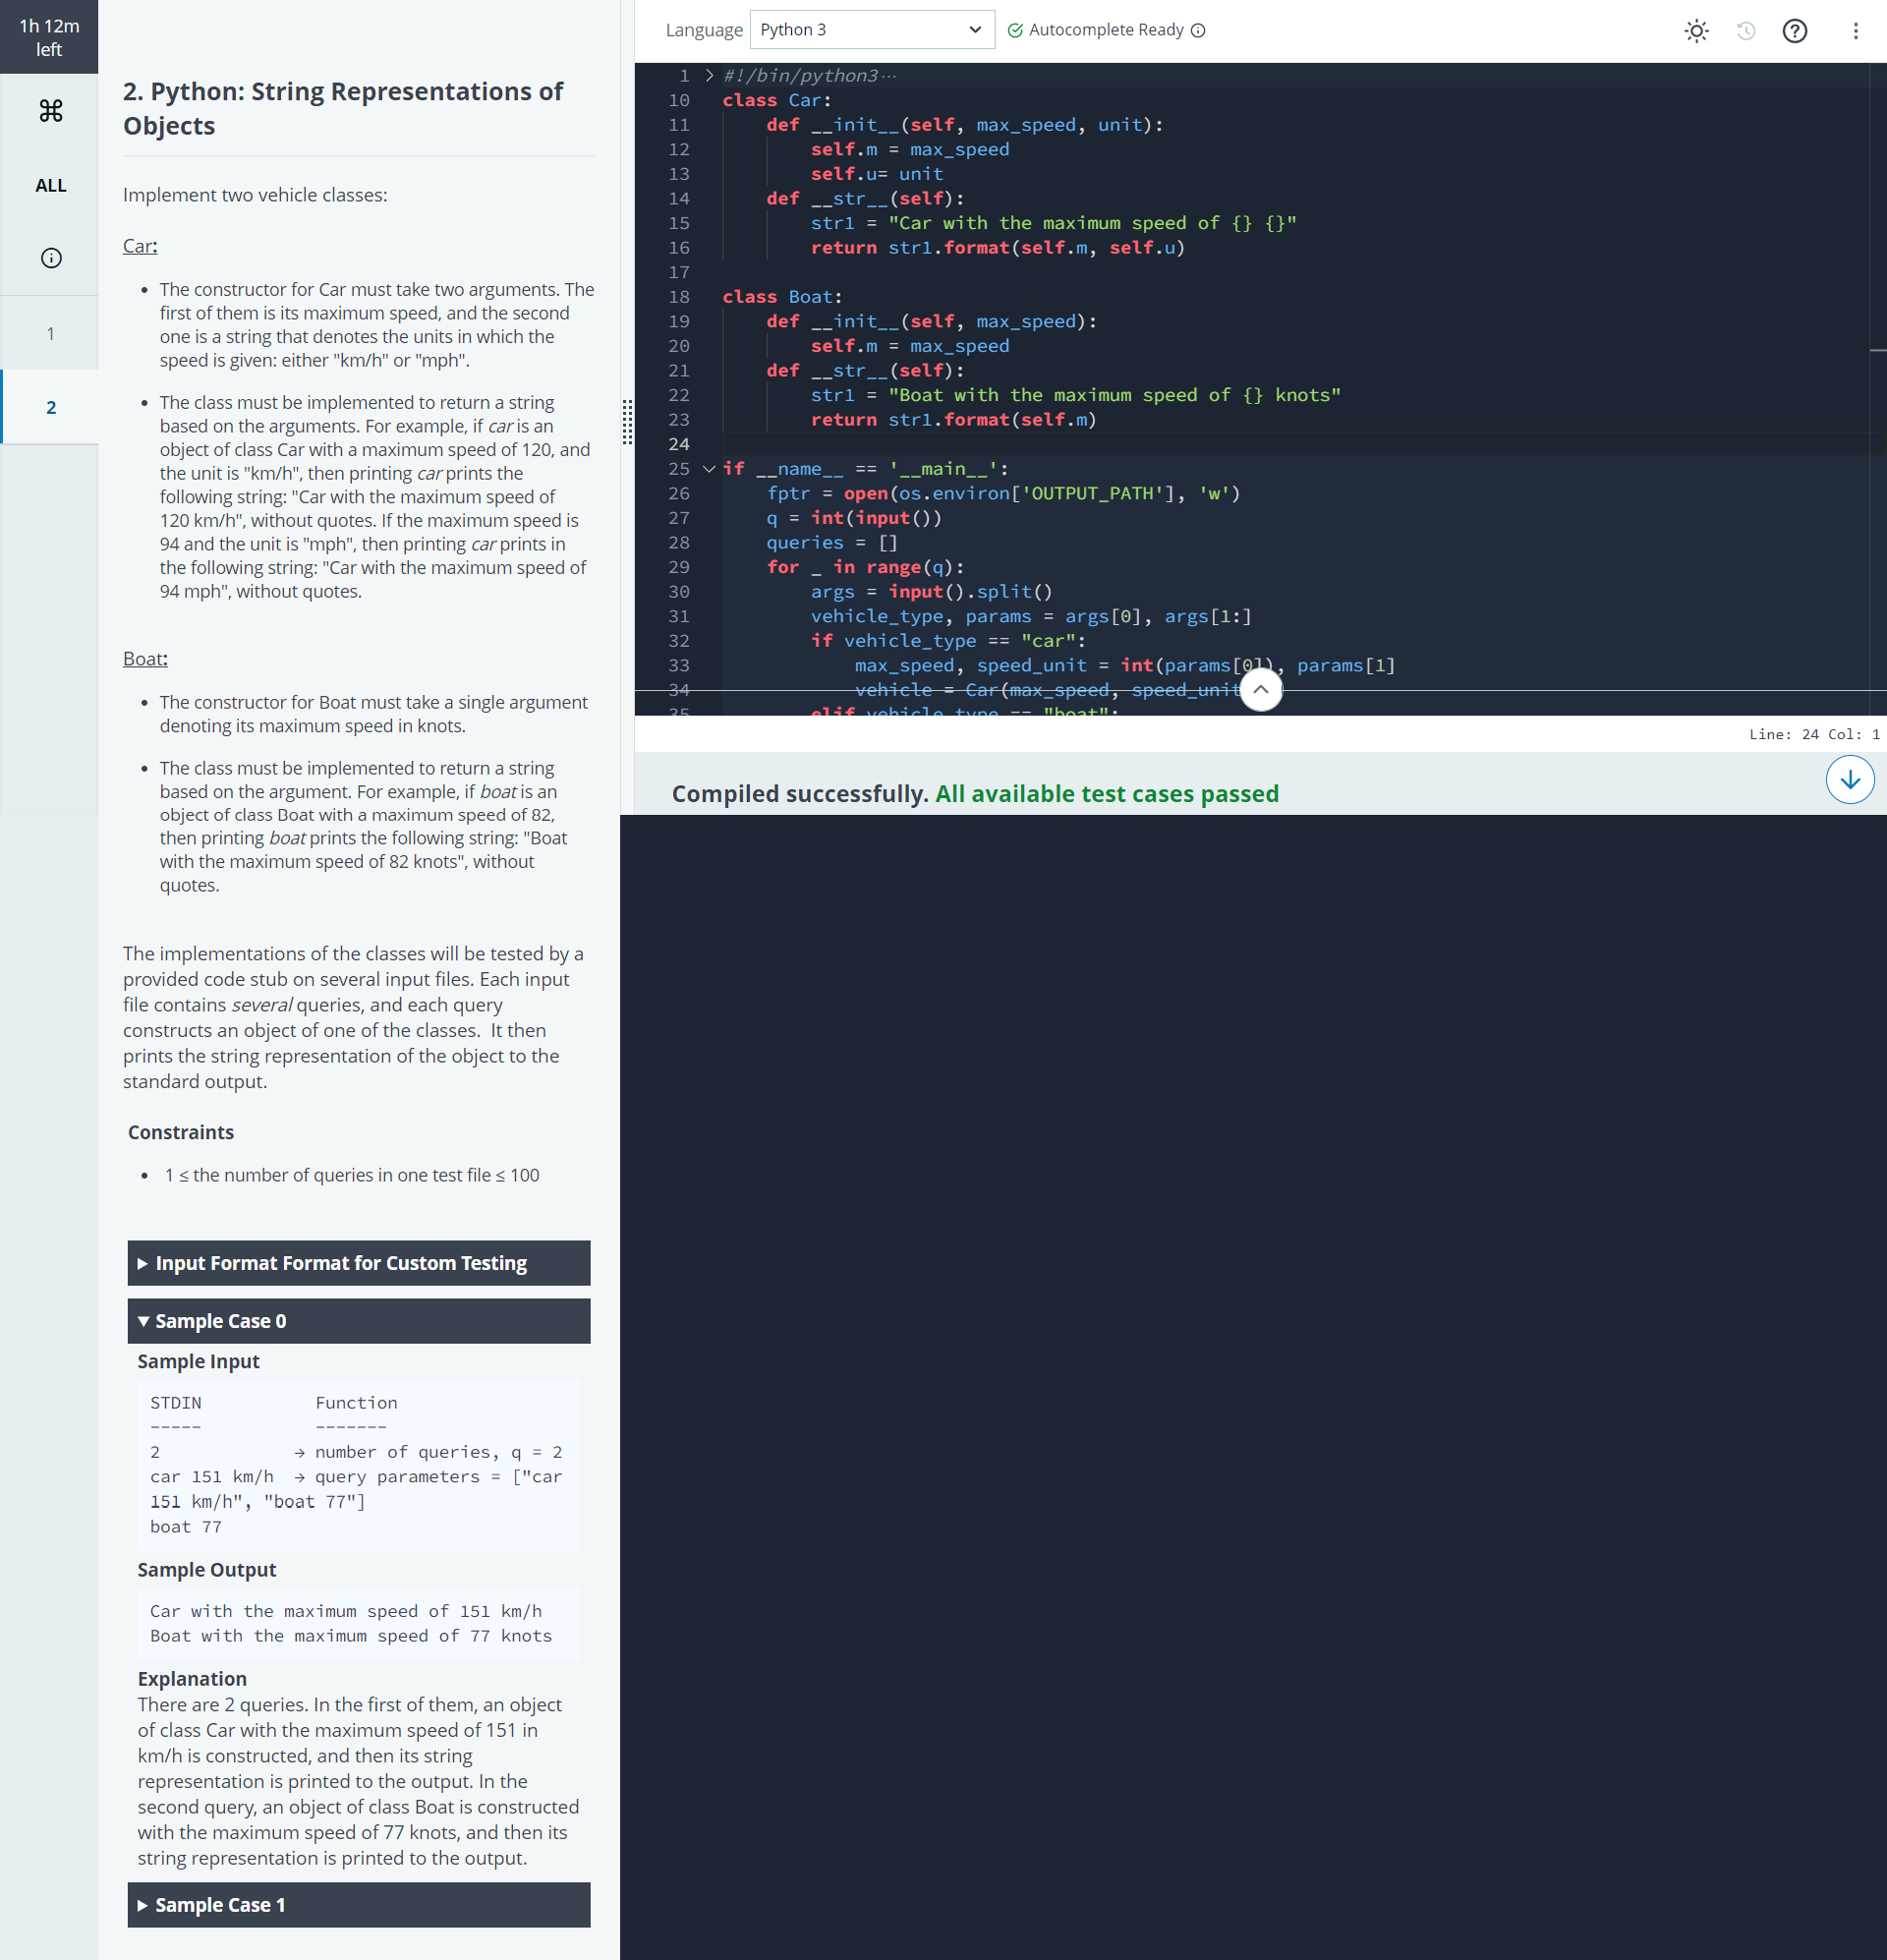 1h 12m
left
ALL
1
2
2. Python: String Representations of
Objects
Implement two vehicle classes:
Car:
• The constructor for Car must take two arguments. The
first of them is its maximum speed, and the second
one is a string that denotes the units in which the
speed is given: either "km/h" or "mph".
• The class must be implemented to return a string
based on the arguments. For example, if car is an
object of class Car with a maximum speed of 120, and
the unit is "km/h", then printing car prints the
following string: "Car with the maximum speed of
120 km/h", without quotes. If the maximum speed is
94 and the unit is "mph", then printing car prints in
the following string: "Car with the maximum speed of
94 mph", without quotes.
Boat:
• The constructor for Boat must take a single argument
denoting its maximum speed in knots.
• The class must be implemented to return a string
based on the argument. For example, if boat is an
object of class Boat with a maximum speed of 82,
then printing boat prints the following string: "Boat
with the maximum speed of 82 knots", without
quotes.
The implementations of the classes will be tested by a
provided code stub on several input files. Each input
file contains several queries, and each query
constructs an object of one of the classes.  It then
prints the string representation of the object to the
standard output.
Constraints
• 1 ≤ the number of queries in one test file ≤ 100
Input Format Format for Custom Testing
Sample Case 0
Sample Input
STDIN           Function
-----           -------
2             → number of queries, q = 2
car 151 km/h  → query parameters = ["car
151 km/h", "boat 77"]
boat 77
Sample Output
Car with the maximum speed of 151 km/h
Boat with the maximum speed of 77 knots
Explanation
There are 2 queries. In the first of them, an object
of class Car with the maximum speed of 151 in
km/h is constructed, and then its string
representation is printed to the output. In the
second query, an object of class Boat is constructed
with the maximum speed of 77 knots, and then its
string representation is printed to the output.
Sample Case 1
Language Python 3 Autocomplete Ready
1 #!/bin/python3···
10 class Car:
11     def __init__(self, max_speed, unit):
12         self.m = max_speed
13         self.u= unit
14     def __str__(self):
15         str1 = "Car with the maximum speed of {} {}"
16         return str1.format(self.m, self.u)
17
18 class Boat:
19     def __init__(self, max_speed):
20         self.m = max_speed
21     def __str__(self):
22         str1 = "Boat with the maximum speed of {} knots"
23         return str1.format(self.m)
24
25 if __name__ == '__main__':
26     fptr = open(os.environ['OUTPUT_PATH'], 'w')
27     q = int(input())
28     queries = []
29     for _ in range(q):
30         args = input().split()
31         vehicle_type, params = args[0], args[1:]
32         if vehicle_type == "car":
33             max_speed, speed_unit = int(params[0]), params[1]
34             vehicle = Car(max_speed, speed_unit
35         elif vehicle_type == "boat":
Line: 24 Col: 1
Compiled successfully. All available test cases passed